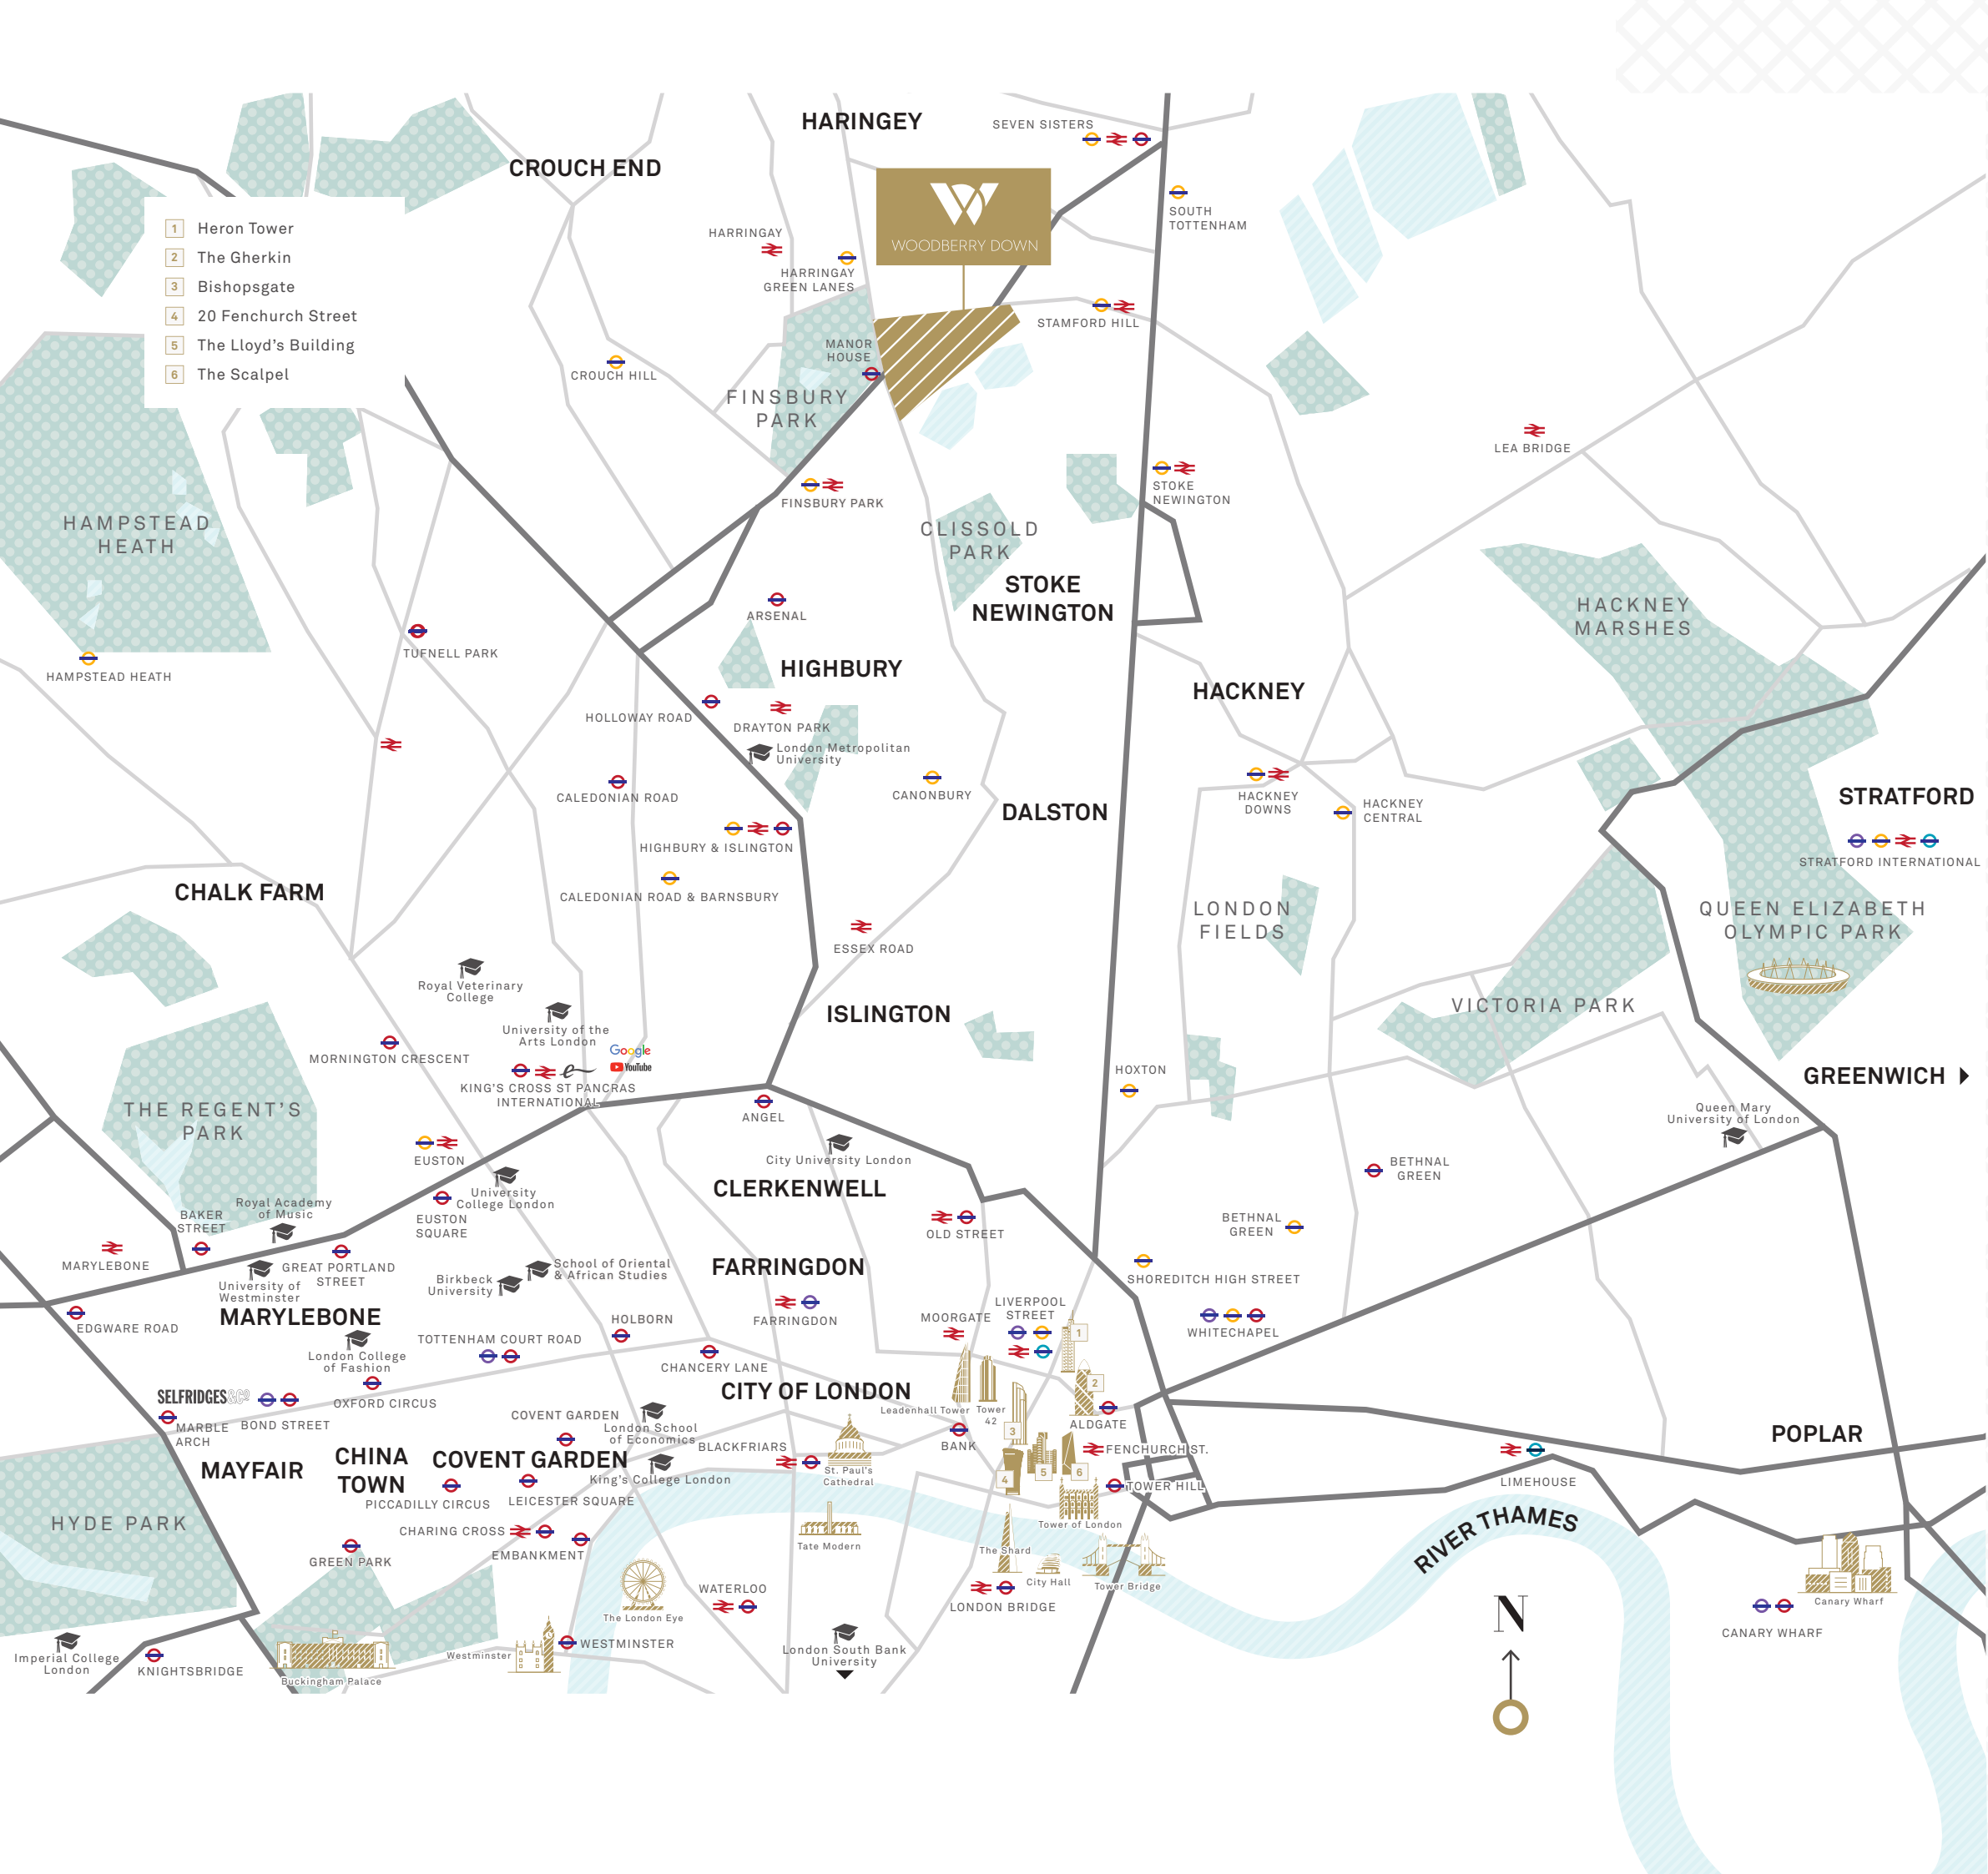 HARINGEY
SEVEN SISTERS
CROUCH END
SOUTH
TOTTENHAM
1 Heron Tower
2 The Gherkin
3 Bishopsgate
4 20 Fenchurch Street
5 The Lloyd's Building
6 The Scalpel
HARRINGAY
WOODBERRY DOWN
HARRINGAY
GREEN LANES
STAMFORD HILL
MANOR
HOUSE
CROUCH HILL
FINSBURY
PARK
LEA BRIDGE
STOKE
NEWINGTON
FINSBURY PARK
HAMPSTEAD
HEATH
CLISSOLD
PARK
STOKE
NEWINGTON
ARSENAL
HACKNEY
MARSHES
TUFNELL PARK
HAMPSTEAD HEATH
HIGHBURY
HACKNEY
HOLLOWAY ROAD
DRAYTON PARK
London Metropolitan
University
CALEDONIAN ROAD
CANONBURY
HACKNEY
DOWNS
HACKNEY
CENTRAL
STRATFORD
DALSTON
HIGHBURY & ISLINGTON
STRATFORD INTERNATIONAL
CHALK FARM
CALEDONIAN ROAD & BARNSBURY
LONDON
FIELDS
QUEEN ELIZABETH
OLYMPIC PARK
ESSEX ROAD
Royal Veterinary
College
VICTORIA PARK
ISLINGTON
University of the
Arts London
MORNINGTON CRESCENT
Google
YouTube
e
KING'S CROSS ST PANCRAS
INTERNATIONAL
HOXTON
GREENWICH
THE REGENT'S
PARK
ANGEL
Queen Mary
University of London
EUSTON
City University London
BETHNAL
GREEN
CLERKENWELL
University
College London
Royal Academy
of Music
BAKER
STREET
EUSTON
SQUARE
BETHNAL
GREEN
OLD STREET
MARYLEBONE
GREAT PORTLAND
STREET
School of Oriental
& African Studies
FARRINGDON
SHOREDITCH HIGH STREET
Birkbeck
University
University of
Westminster
MARYLEBONE
EDGWARE ROAD
HOLBORN
FARRINGDON
MOORGATE
LIVERPOOL
STREET
1
WHITECHAPEL
TOTTENHAM COURT ROAD
London College
of Fashion
CHANCERY LANE
CITY OF LONDON
2
SELFRIDGES&CO
OXFORD CIRCUS
Leadenhall Tower
Tower
42
ALDGATE
MARBLE
ARCH
BOND STREET
COVENT GARDEN
London School
of Economics
3
BANK
BLACKFRIARS
FENCHURCH ST.
POPLAR
CHINA
TOWN
COVENT GARDEN
MAYFAIR
King's College London
St. Paul's
Cathedral
4
5
6
TOWER HILL
LIMEHOUSE
PICCADILLY CIRCUS
LEICESTER SQUARE
HYDE PARK
CHARING CROSS
Tower of London
RIVER THAMES
EMBANKMENT
Tate Modern
The Shard
GREEN PARK
City Hall
Tower Bridge
WATERLOO
LONDON BRIDGE
The London Eye
Canary Wharf
N
CANARY WHARF
WESTMINSTER
Westminster
London South Bank
University
Imperial College
London
KNIGHTSBRIDGE
Buckingham Palace